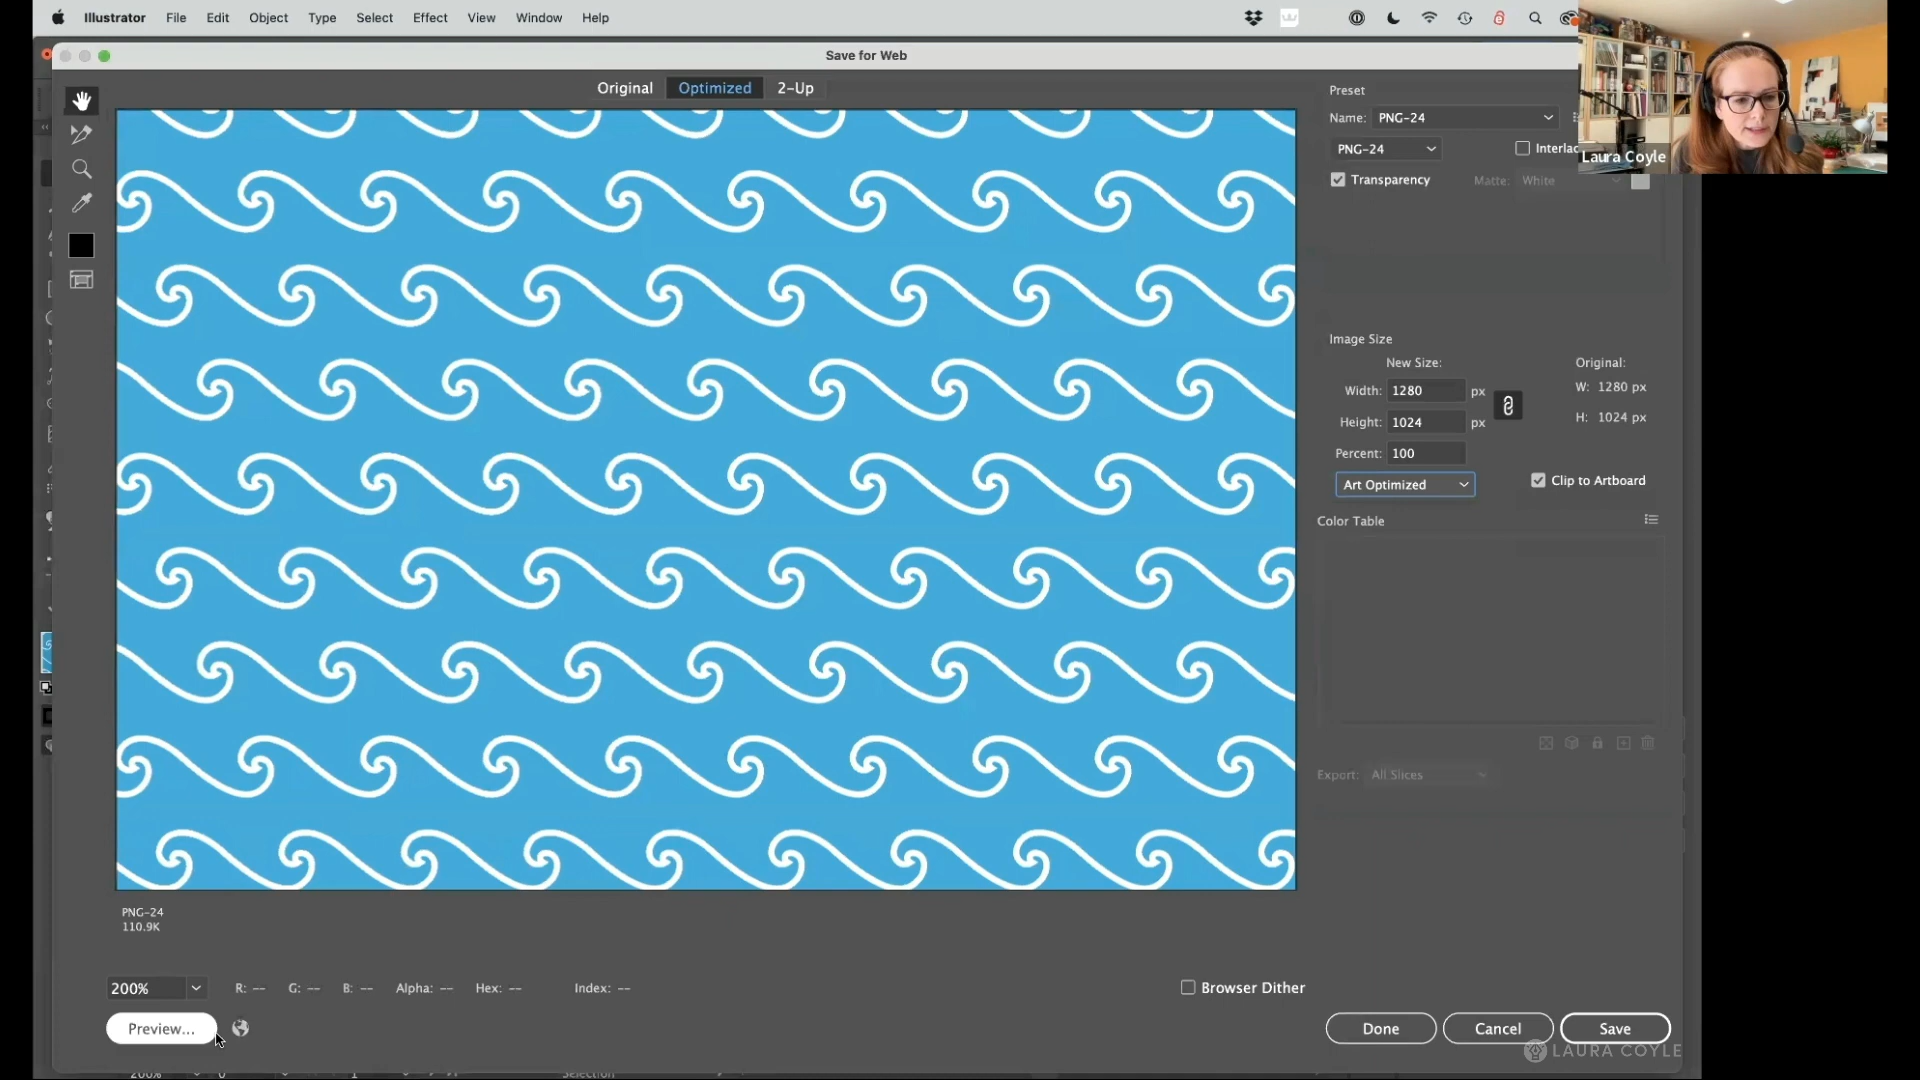 Illustrator File Edit Object Type Select Effect View Window Help
Save for Web
Original Optimized 2-Up
Preset
Name: PNG-24
PNG-24
Transparency Matte: White
Laura Coyle
Image Size
New Size: Original:
Width: 1280 px W: 1280 px
Height: 1024 px H: 1024 px
Percent: 100
Art Optimized Clip to Artboard
Color Table
Export: All Slices
PNG-24
110.9K
200% R: -- G: -- B: -- Alpha: -- Hex: -- Index: --
Browser Dither
Preview... Done Cancel Save
LAURA COYLE